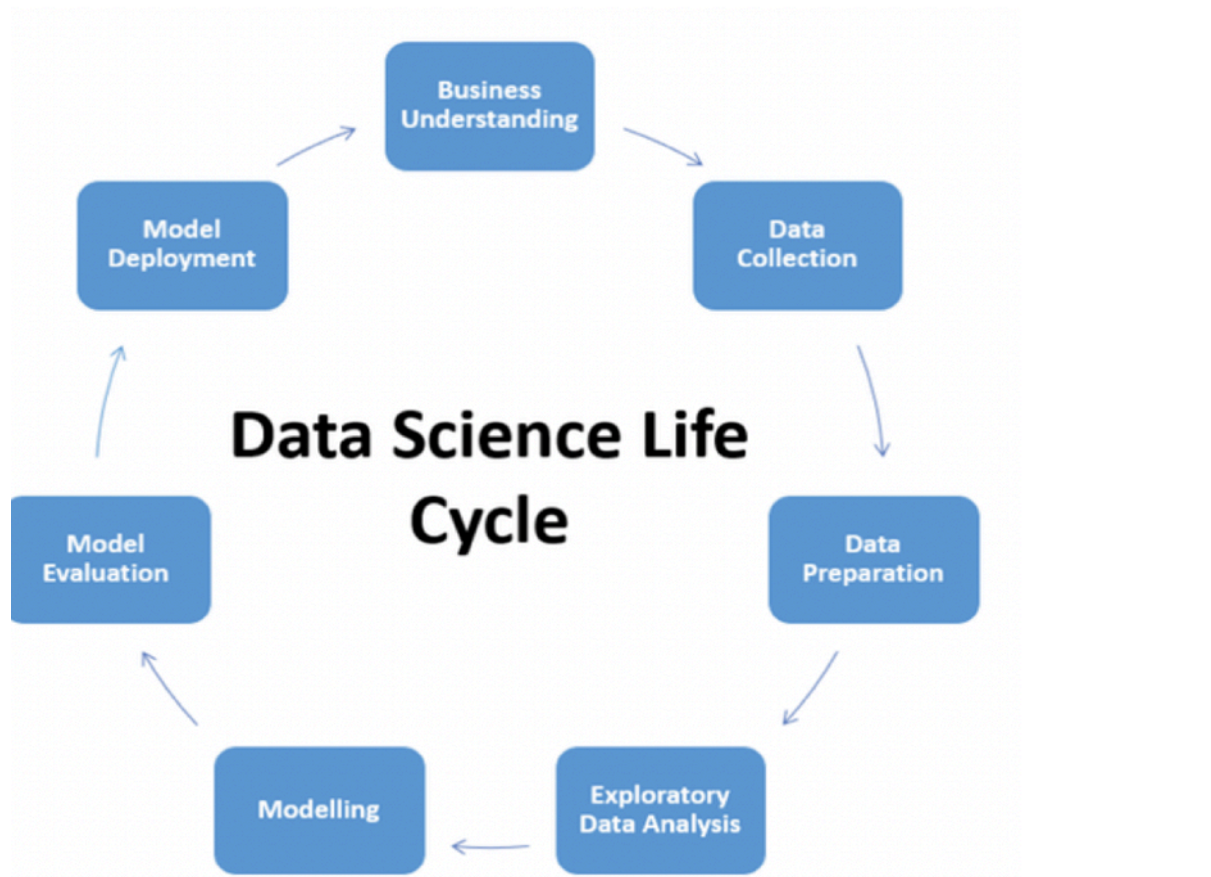 Business
Understanding
Data
Collection
Data
Preparation
Exploratory
Data Analysis
Modelling
Model
Evaluation
Model
Deployment
Data Science Life
Cycle